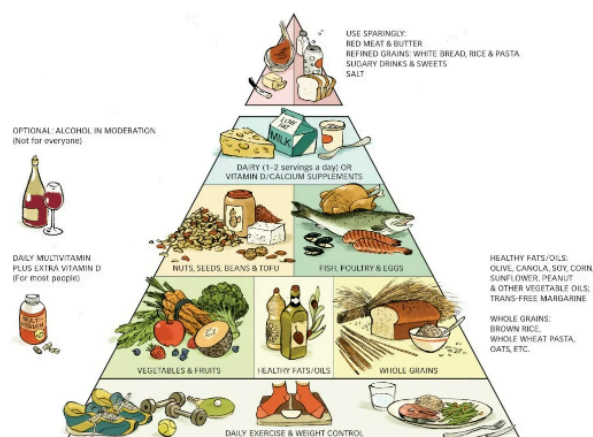 USE SPARINGLY:
RED MEAT & BUTTER
REFINED GRAINS: WHITE BREAD, RICE & PASTA
SUGARY DRINKS & SWEETS
SALT
OPTIONAL: ALCOHOL IN MODERATION
(Not for everyone)
LOW
FAT
MILK
DAIRY (1–2 servings a day) OR
VITAMIN D/CALCIUM SUPPLEMENTS
DAILY MULTIVITAMIN
PLUS EXTRA VITAMIN D
(For most people)
MULTI
VITAMIN
NUTS, SEEDS, BEANS & TOFU
FISH, POULTRY & EGGS
HEALTHY FATS/OILS:
OLIVE, CANOLA, SOY, CORN,
SUNFLOWER, PEANUT
& OTHER VEGETABLE OILS;
TRANS-FREE MARGARINE
WHOLE GRAINS:
BROWN RICE,
WHOLE WHEAT PASTA,
OATS, ETC.
VEGETABLES & FRUITS
HEALTHY FATS/OILS
WHOLE GRAINS
DAILY EXERCISE & WEIGHT CONTROL